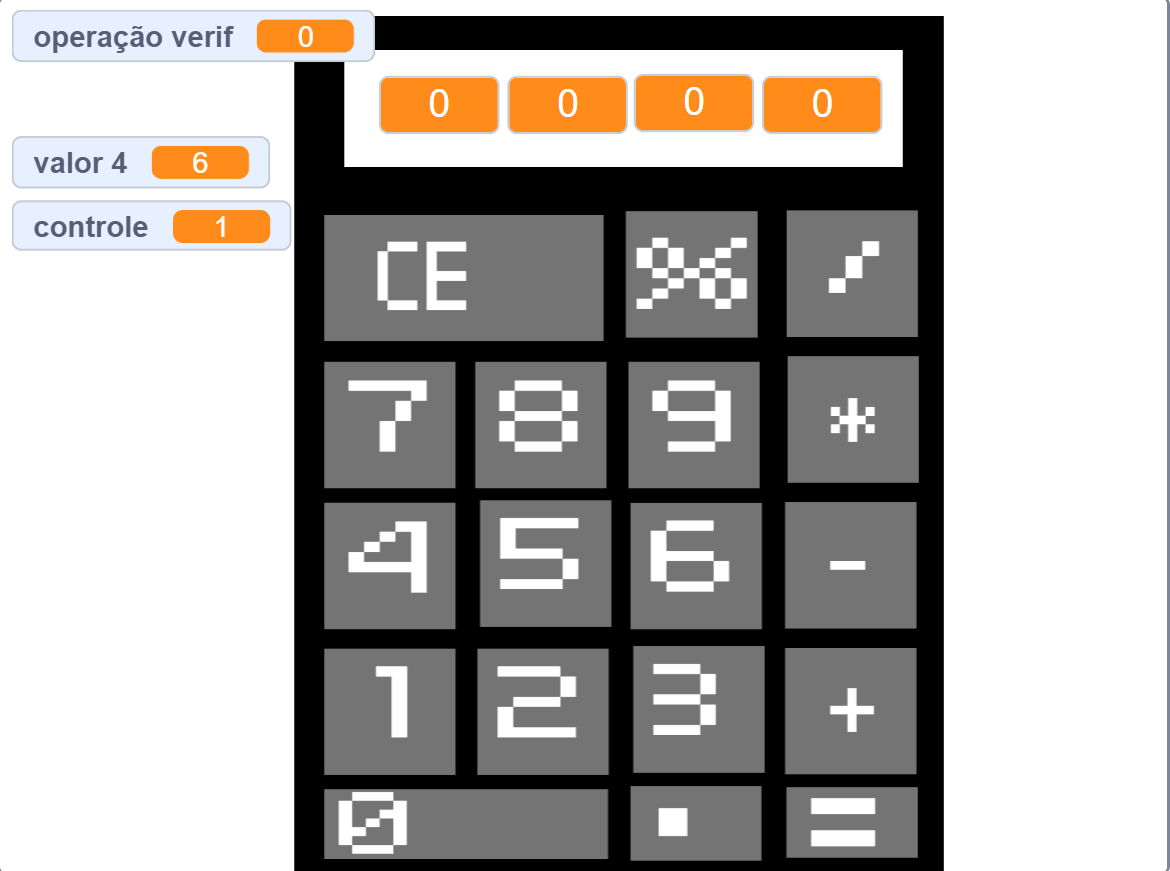 operação verif 0
0 0 0 0
valor 4 6
controle 1
CE % /
7 8 9 *
4 5 6 -
1 2 3 +
0 . =